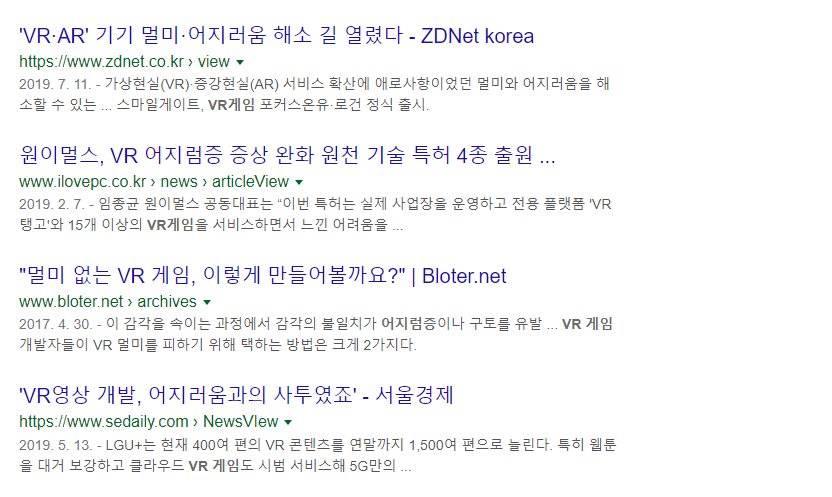 'VR·AR' 기기 멀미·어지러움 해소 길 열렸다 - ZDNet korea
https://www.zdnet.co.kr › view
2019. 7. 11. - 가상현실(VR)·증강현실(AR) 서비스 확산에 애로사항이었던 멀미와 어지러움을 해
소할 수 있는 ... 스마일게이트, VR게임 포커스온유·로건 정식 출시.
원이멀스, VR 어지럼증 증상 완화 원천 기술 특허 4종 출원 ...
www.ilovepc.co.kr › news › articleView
2019. 2. 7. - 임종균 원이멀스 공동대표는 “이번 특허는 실제 사업장을 운영하고 전용 플랫폼 'VR
탱고'와 15개 이상의 VR게임을 서비스하면서 느낀 어려움을 ...
"멀미 없는 VR 게임, 이렇게 만들어볼까요?" | Bloter.net
www.bloter.net › archives
2017. 4. 30. - 이 감각을 속이는 과정에서 감각의 불일치가 어지러움증이나 구토를 유발 ... VR 게임
개발자들이 VR 멀미를 피하기 위해 택하는 방법은 크게 2가지다.
'VR영상 개발, 어지러움과의 사투였죠' - 서울경제
https://www.sedaily.com › NewsVIew
2019. 5. 13. - LGU+는 현재 400여 편의 VR 콘텐츠를 연말까지 1,500여 편으로 늘린다. 특히 웹툰
을 대거 보강하고 클라우드 VR 게임도 시범 서비스해 5G만의 ...